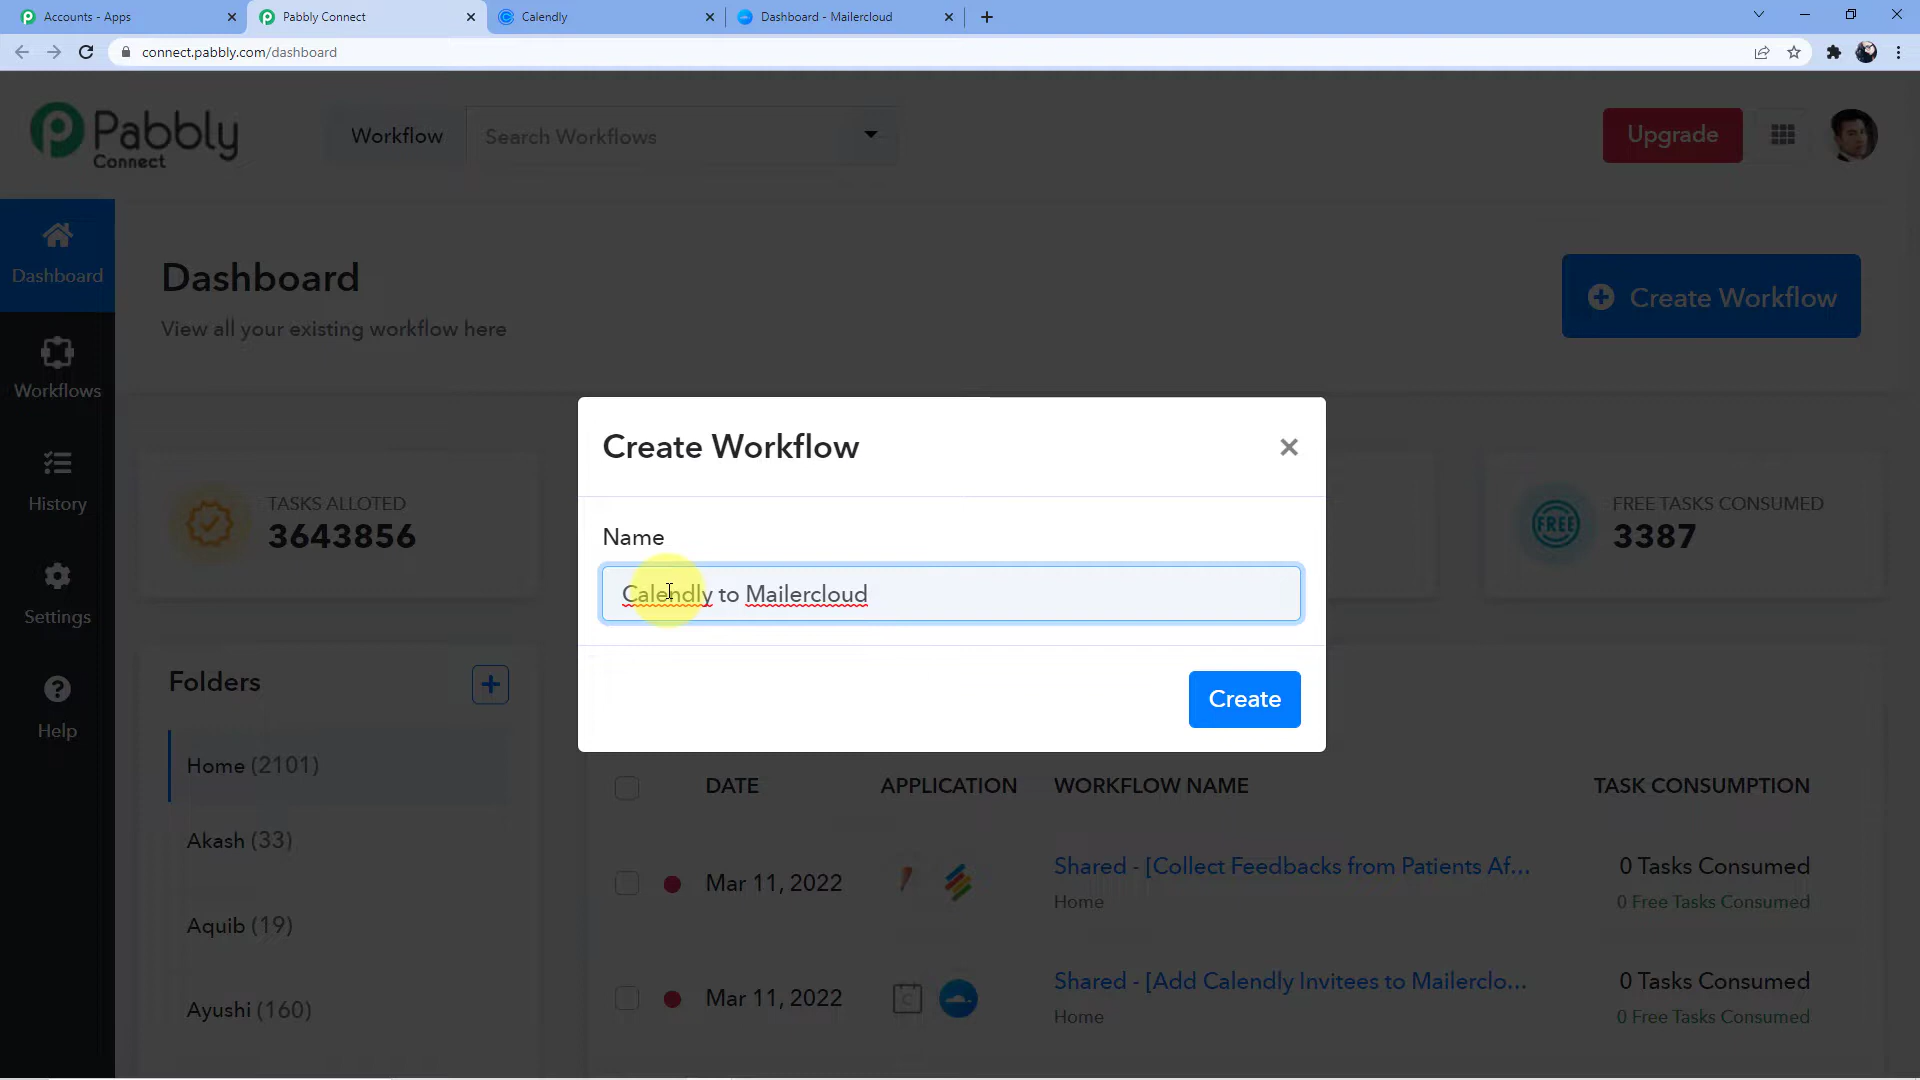 Accounts - Apps
Pabbly Connect
Calendly
Dashboard - Mailercloud
connect.pabbly.com/dashboard
Pabbly
Connect
Workflow
Search Workflows
Upgrade
Dashboard
Workflows
History
Settings
Help
Dashboard
View all your existing workflow here
Create Workflow
TASKS ALLOTED
3643856
FREE
FREE TASKS CONSUMED
3387
Create Workflow
Name
Calendly to Mailercloud
Create
Folders
Home (2101)
Akash (33)
Aquib (19)
Ayushi (160)
DATE
APPLICATION
WORKFLOW NAME
TASK CONSUMPTION
Mar 11, 2022
Shared - [Collect Feedbacks from Patients Af...
Home
0 Tasks Consumed
0 Free Tasks Consumed
Mar 11, 2022
C
Shared - [Add Calendly Invitees to Mailerclo...
Home
0 Tasks Consumed
0 Free Tasks Consumed